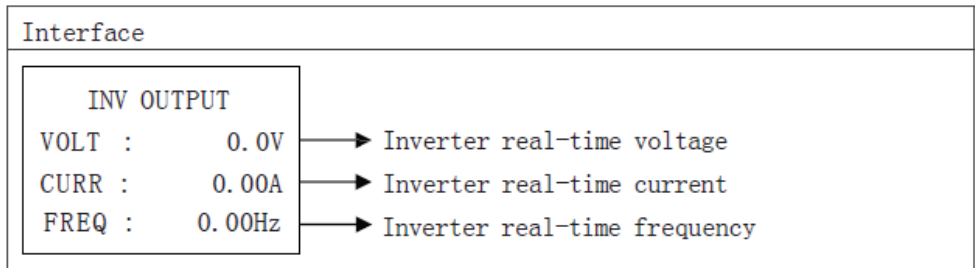 Interface
INV OUTPUT
VOLT : 0.0V Inverter real-time voltage
CURR : 0.00A Inverter real-time current
FREQ : 0.00Hz Inverter real-time frequency